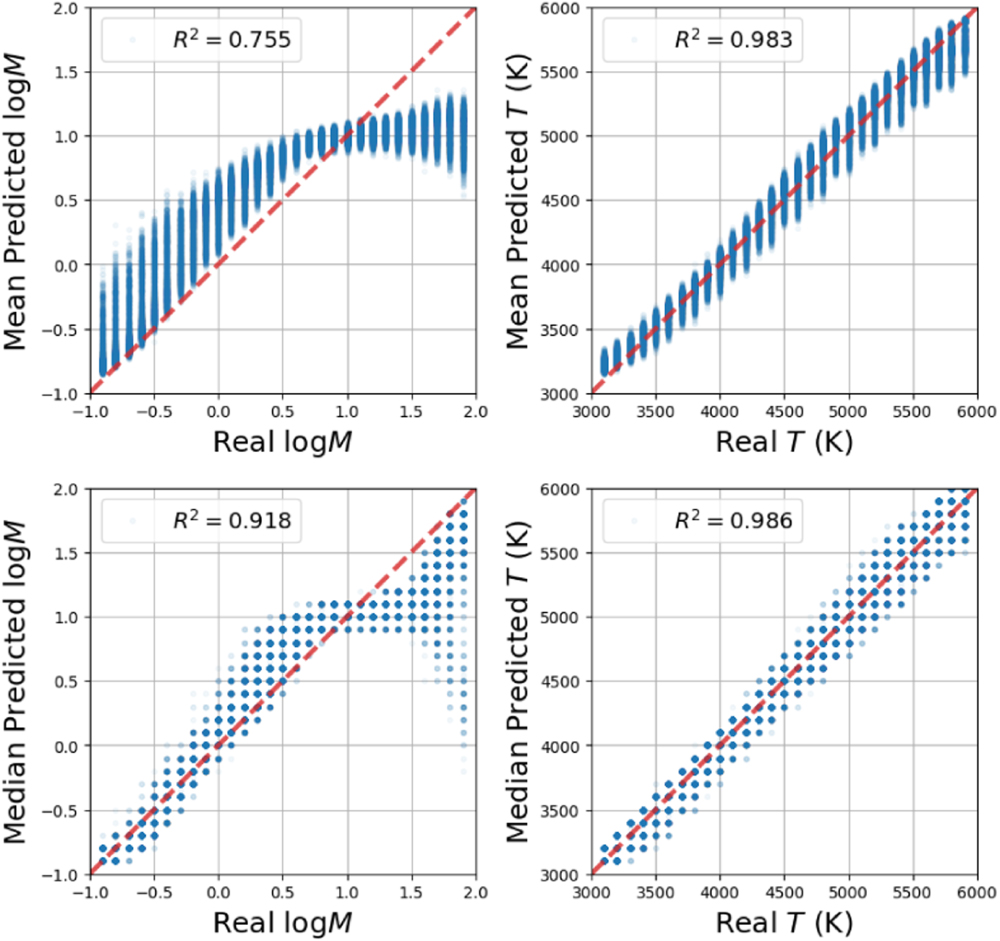 R² = 0.755
Mean Predicted logM
2.0
1.5
1.0
0.5
0.0
−0.5
−1.0
−1.0 −0.5 0.0 0.5 1.0 1.5 2.0
Real logM
R² = 0.983
Mean Predicted T (K)
6000
5500
5000
4500
4000
3500
3000
3000 3500 4000 4500 5000 5500 6000
Real T (K)
R² = 0.918
Median Predicted logM
2.0
1.5
1.0
0.5
0.0
−0.5
−1.0
−1.0 −0.5 0.0 0.5 1.0 1.5 2.0
Real logM
R² = 0.986
Median Predicted T (K)
6000
5500
5000
4500
4000
3500
3000
3000 3500 4000 4500 5000 5500 6000
Real T (K)